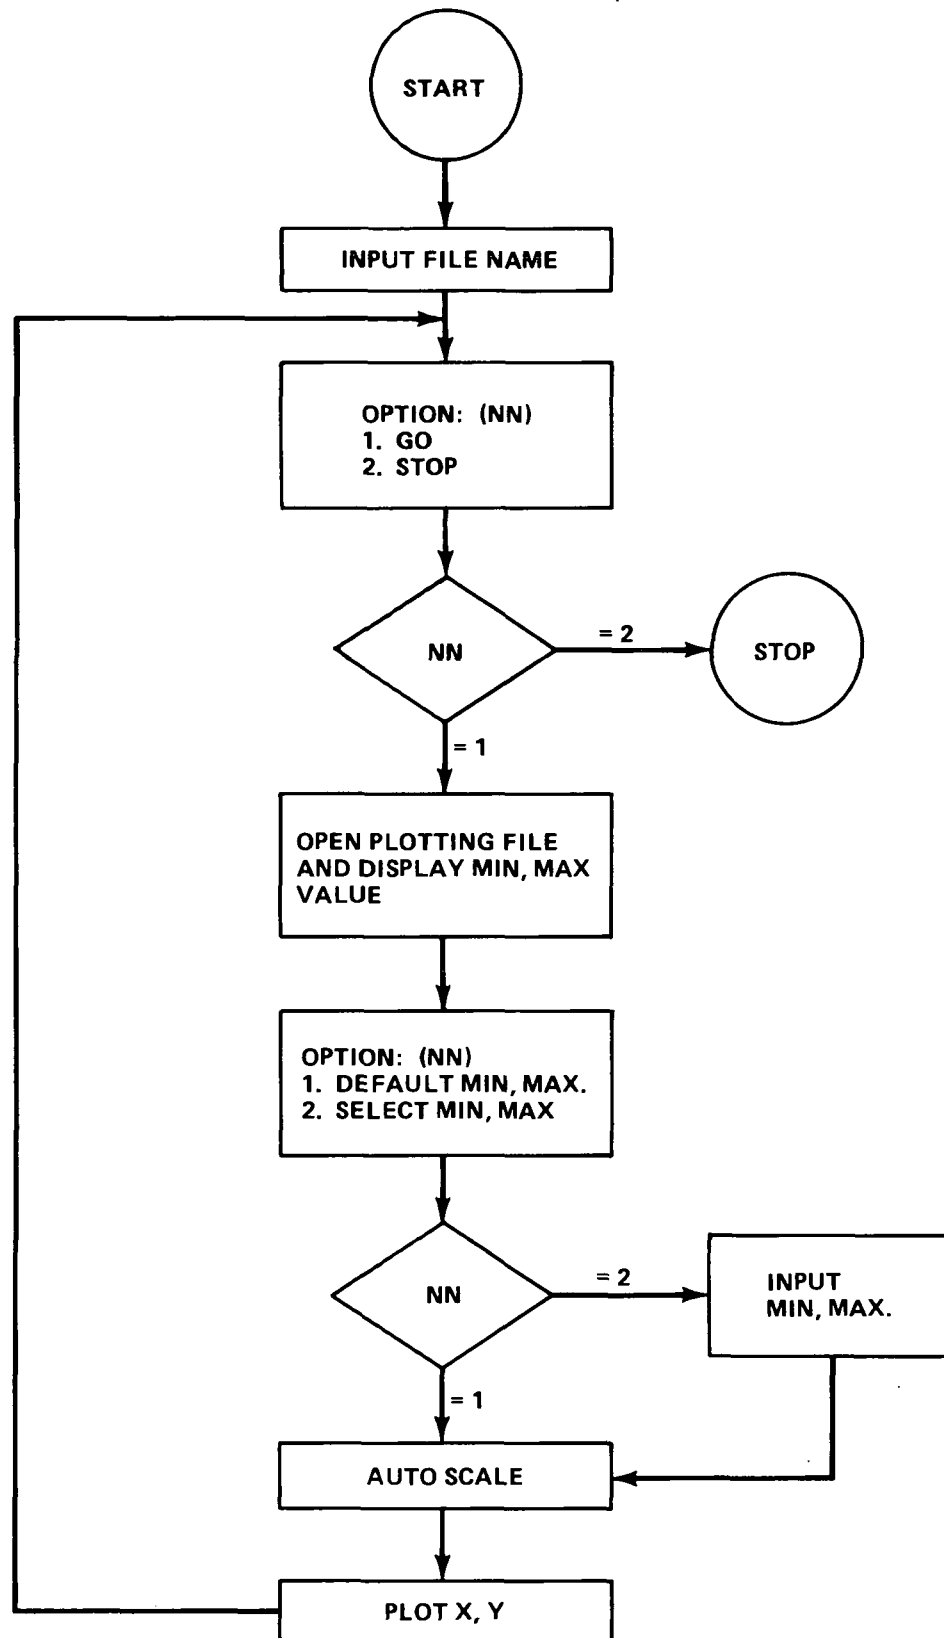 START
INPUT FILE NAME
OPTION: (NN)
1. GO
2. STOP
NN
= 2
STOP
= 1
OPEN PLOTTING FILE
AND DISPLAY MIN, MAX
VALUE
OPTION: (NN)
1. DEFAULT MIN, MAX.
2. SELECT MIN, MAX
NN
= 2
INPUT
MIN, MAX.
= 1
AUTO SCALE
PLOT X, Y